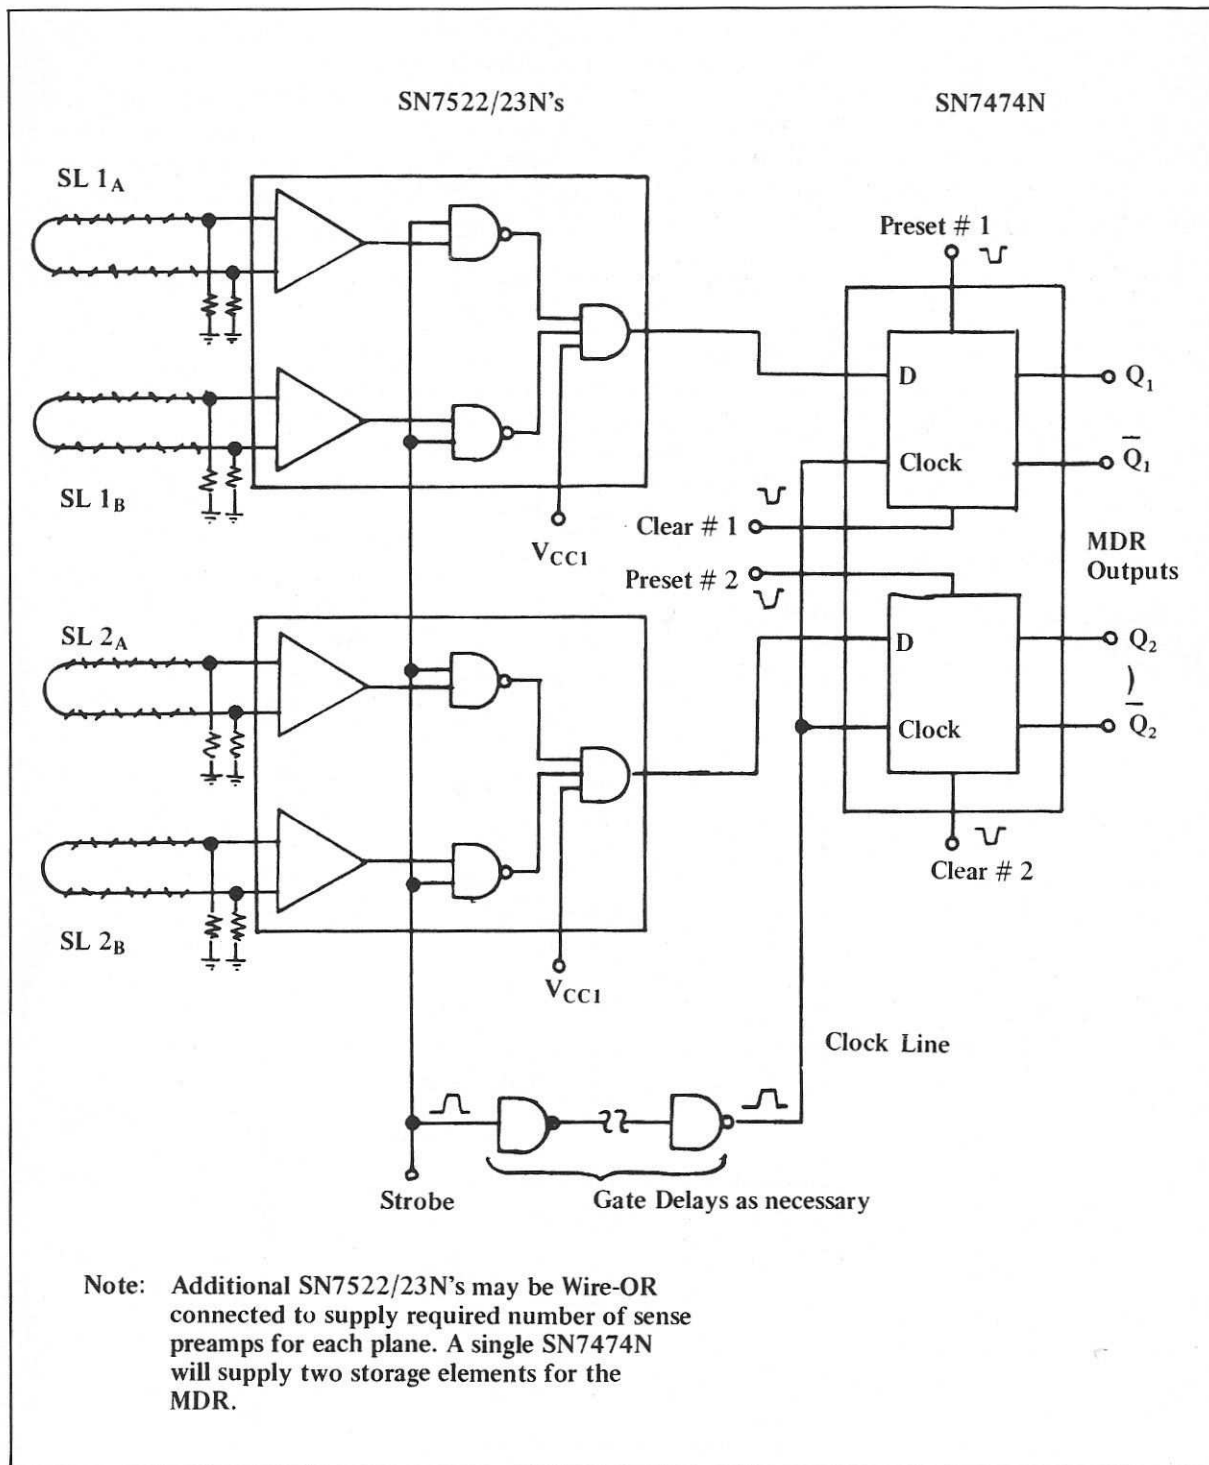 SN7522/23N's
SN7474N
SL 1A
SL 1B
VCC1
Preset # 1
D
Clock
Q1
Q̅1
Clear # 1
Preset # 2
MDR
Outputs
SL 2A
SL 2B
VCC1
D
Clock
Q2
Q̅2
Clear # 2
Clock Line
Strobe
Gate Delays as necessary
Note: Additional SN7522/23N's may be Wire-OR
connected to supply required number of sense
preamps for each plane. A single SN7474N
will supply two storage elements for the
MDR.